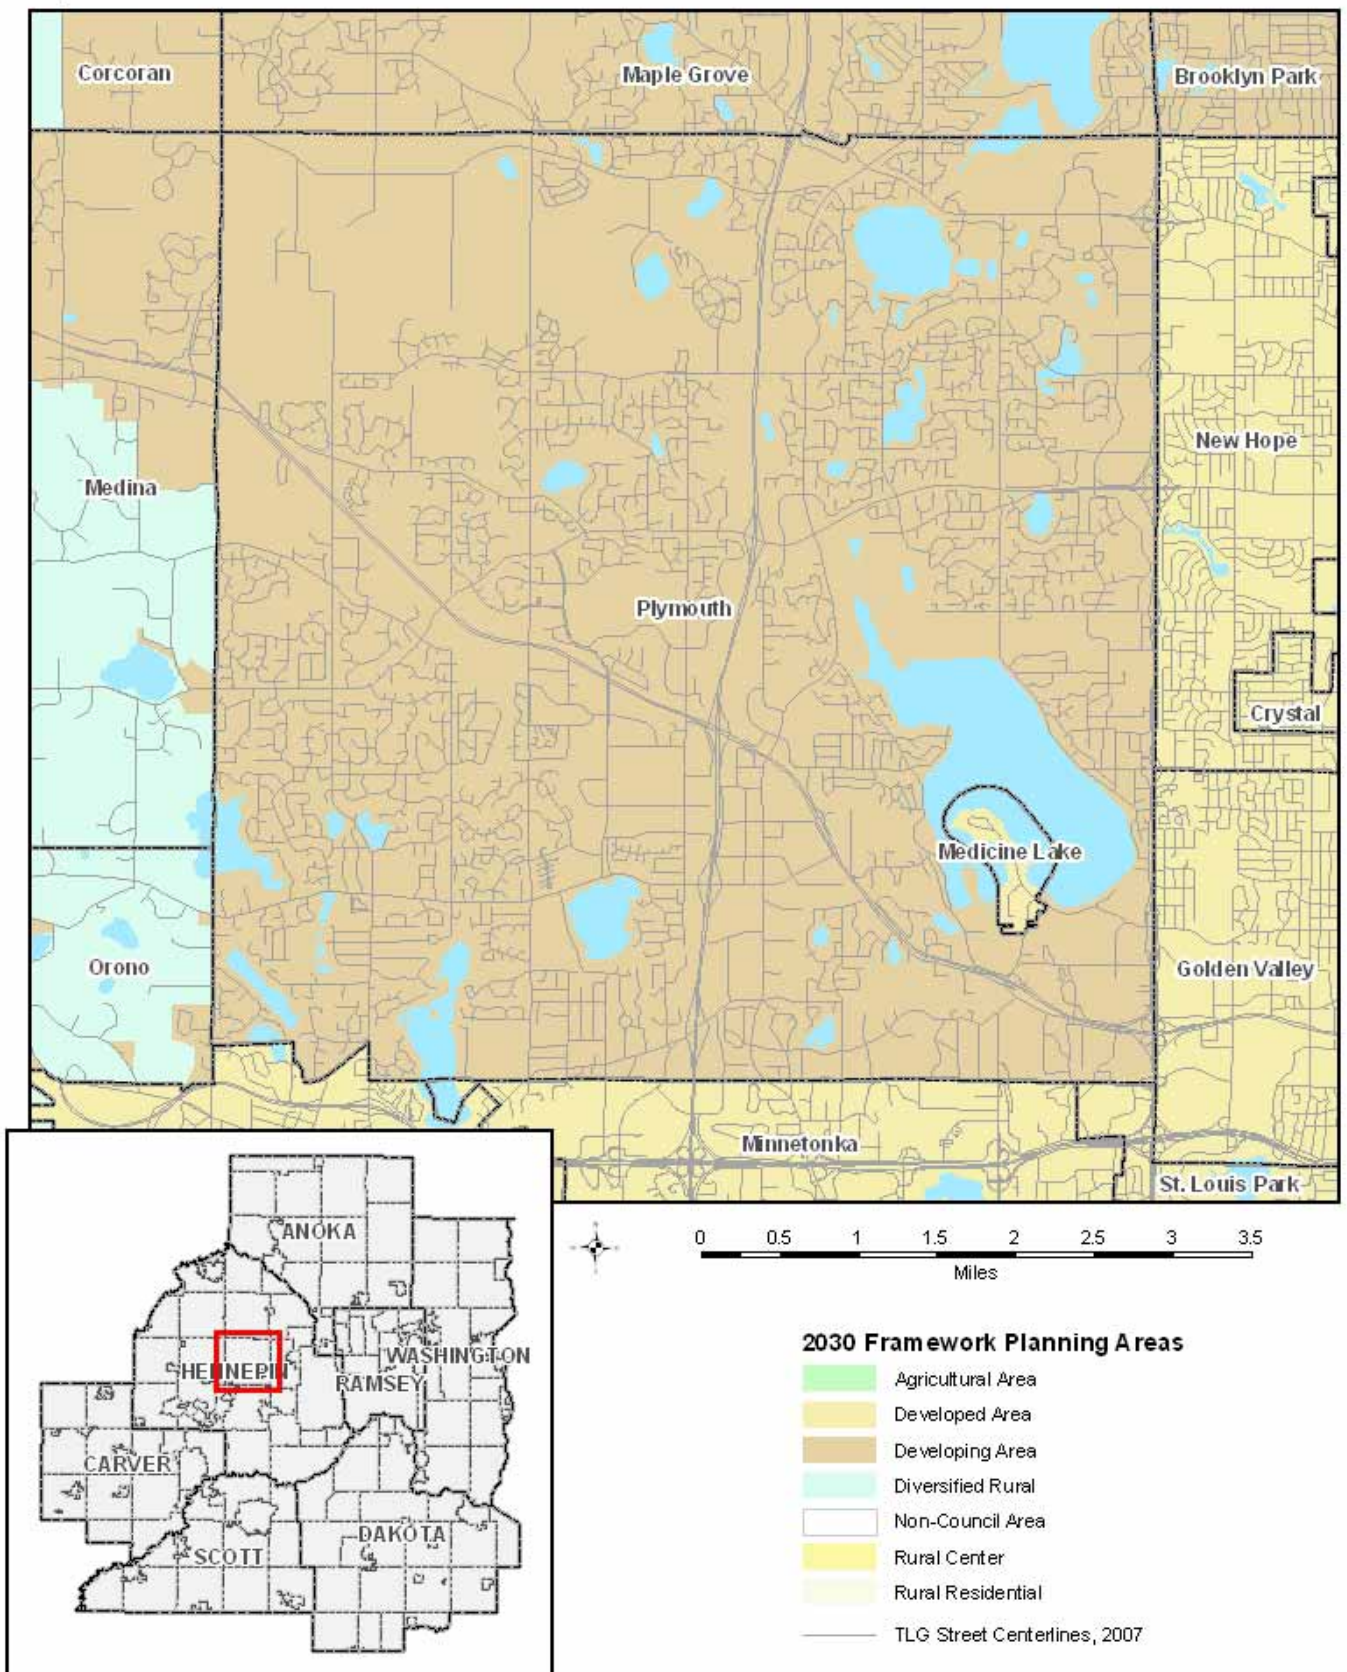 Corcoran
Maple Grove
Brooklyn Park
New Hope
Medina
Plymouth
Crystal
Medicine Lake
Orono
Golden Valley
Minnetonka
St. Louis Park
ANOKA
HENNEPIN
WASHINGTON
RAMSEY
CARVER
SCOTT
DAKOTA
0 0.5 1 1.5 2 2.5 3 3.5
Miles
2030 Framework Planning Areas
Agricultural Area
Developed Area
Developing Area
Diversified Rural
Non-Council Area
Rural Center
Rural Residential
TLG Street Centerlines, 2007